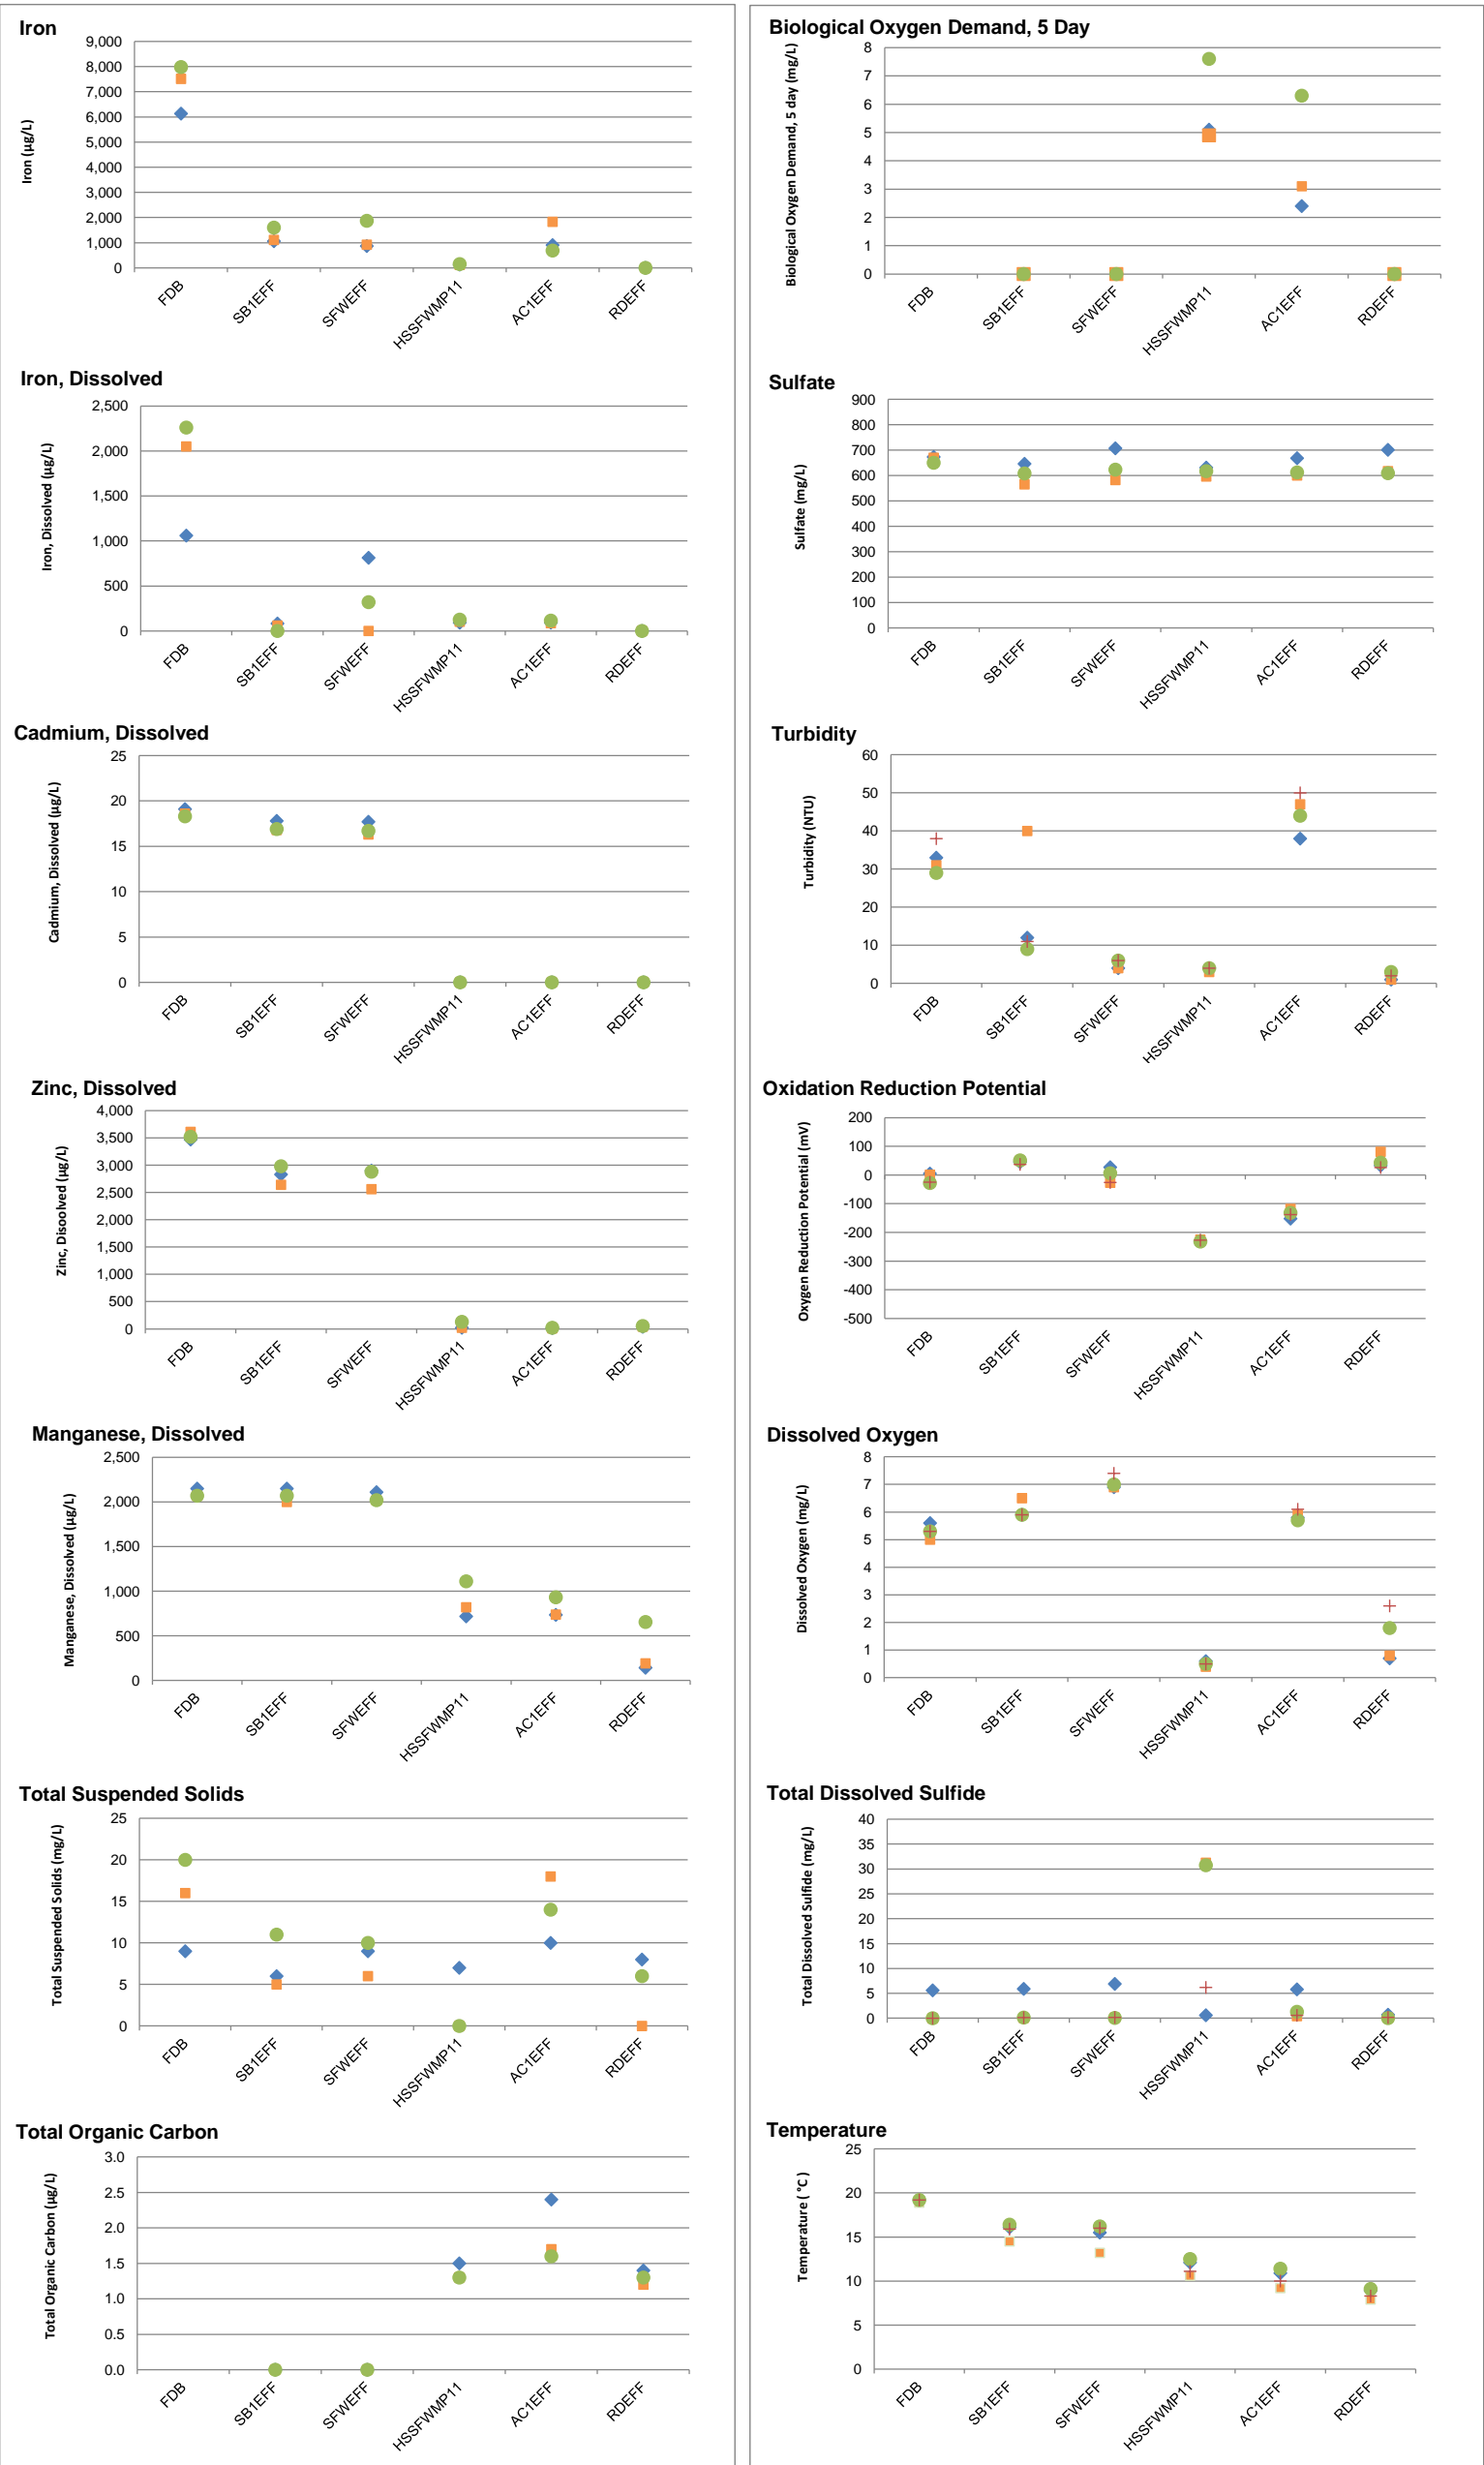 Iron
Iron (µg/L)
9,000
8,000
7,000
6,000
5,000
4,000
3,000
2,000
1,000
0
FDB
SB1EFF
SFWEFF
HSSFWMP11
AC1EFF
RDEFF
Iron, Dissolved
Iron, Dissolved (µg/L)
2,500
2,000
1,500
1,000
500
0
FDB
SB1EFF
SFWEFF
HSSFWMP11
AC1EFF
RDEFF
Cadmium, Dissolved
Cadmium, Dissolved (µg/L)
25
20
15
10
5
0
FDB
SB1EFF
SFWEFF
HSSFWMP11
AC1EFF
RDEFF
Zinc, Dissolved
Zinc, Disoolved (µg/L)
4,000
3,500
3,000
2,500
2,000
1,500
1,000
500
0
FDB
SB1EFF
SFWEFF
HSSFWMP11
AC1EFF
RDEFF
Manganese, Dissolved
Manganese, Dissolved (µg/L)
2,500
2,000
1,500
1,000
500
0
FDB
SB1EFF
SFWEFF
HSSFWMP11
AC1EFF
RDEFF
Total Suspended Solids
Total Suspended Solids (mg/L)
25
20
15
10
5
0
FDB
SB1EFF
SFWEFF
HSSFWMP11
AC1EFF
RDEFF
Total Organic Carbon
Total Organic Carbon (µg/L)
3.0
2.5
2.0
1.5
1.0
0.5
0.0
FDB
SB1EFF
SFWEFF
HSSFWMP11
AC1EFF
RDEFF
Biological Oxygen Demand, 5 Day
Biological Oxygen Demand, 5 day (mg/L)
8
7
6
5
4
3
2
1
0
FDB
SB1EFF
SFWEFF
HSSFWMP11
AC1EFF
RDEFF
Sulfate
Sulfate (mg/L)
900
800
700
600
500
400
300
200
100
0
FDB
SB1EFF
SFWEFF
HSSFWMP11
AC1EFF
RDEFF
Turbidity
Turbidity (NTU)
60
50
40
30
20
10
0
FDB
SB1EFF
SFWEFF
HSSFWMP11
AC1EFF
RDEFF
Oxidation Reduction Potential
Oxygen Reduction Potential (mV)
200
100
0
-100
-200
-300
-400
-500
FDB
SB1EFF
SFWEFF
HSSFWMP11
AC1EFF
RDEFF
Dissolved Oxygen
Dissolved Oxygen (mg/L)
8
7
6
5
4
3
2
1
0
FDB
SB1EFF
SFWEFF
HSSFWMP11
AC1EFF
RDEFF
Total Dissolved Sulfide
Total Dissolved Sulfide (mg/L)
40
35
30
25
20
15
10
5
0
FDB
SB1EFF
SFWEFF
HSSFWMP11
AC1EFF
RDEFF
Temperature
Temperature ( °C )
25
20
15
10
5
0
FDB
SB1EFF
SFWEFF
HSSFWMP11
AC1EFF
RDEFF